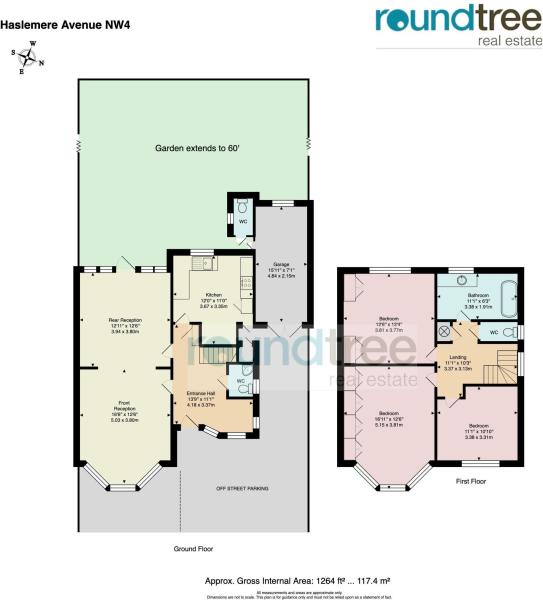 Haslemere Avenue NW4
roundtree
real estate
W
S
N
E
Garden extends to 60'
WC
Garage
15'11" x 7'1"
4.84 x 2.15m
Kitchen
12'0" x 11'0"
3.67 x 3.35m
Rear Reception
12'11" x 12'6"
3.94 x 3.80m
Bathroom
11'1" x 6'3"
3.38 x 1.91m
Bedroom
12'6" x 12'4"
3.81 x 3.77m
WC
roundtree
real estate
Landing
11'1" x 10'3"
3.37 x 3.13m
WC
Entrance Hall
13'9" x 11'1"
4.18 x 3.37m
Front
Reception
16'6" x 12'6"
5.03 x 3.80m
Bedroom
16'11" x 12'6"
5.15 x 3.81m
Bedroom
11'1" x 10'10"
3.38 x 3.31m
OFF STREET PARKING
First Floor
Ground Floor
Approx. Gross Internal Area: 1264 ft² ... 117.4 m²
All measurements and areas are approximate only.
Dimensions are not to scale. This plan is for guidance only and must not be relied upon as a statement of fact.